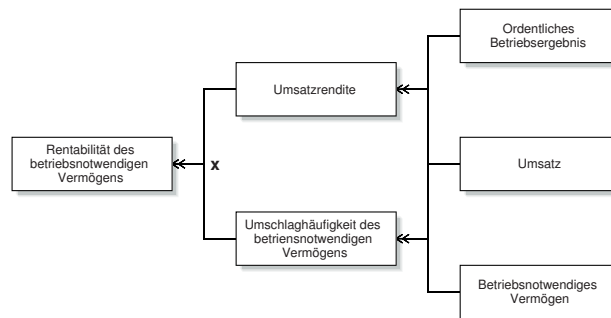 Ordentliches
Betriebsergebnis
Umsatzrendite
Rentabilität des
betriebsnotwendigen
Vermögens
x
Umsatz
Umschlaghäufigkeit des
betriensnotwendigen
Vermögens
Betriebsnotwendiges
Vermögen